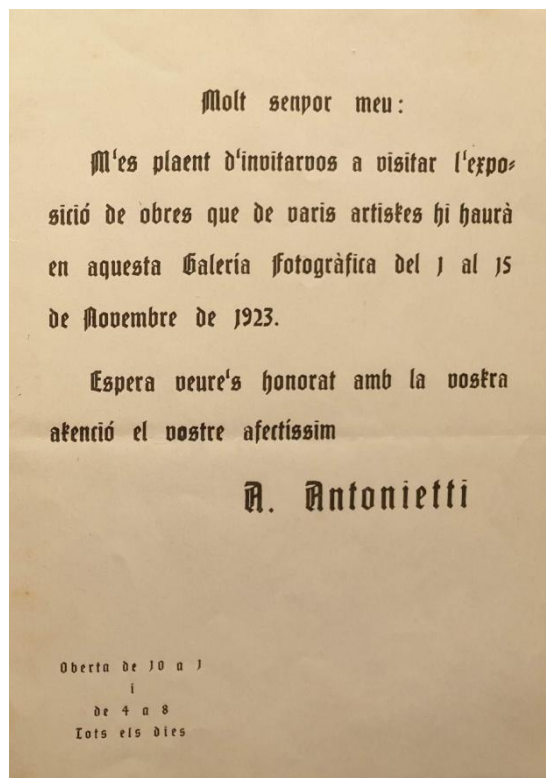 Molt senyor meu:
M'es plaent d'invitarvos a visitar l'expo-
sició de obres que de varis artistes hi haurà
en aquesta Galería Fotogràfica del 1 al 15
de Novembre de 1923.
Espera veure's honorat amb la vostra
atenció el vostre afectíssim
A. Antonietti
Oberta de 10 a 1
i
de 4 a 8
Tots els dies